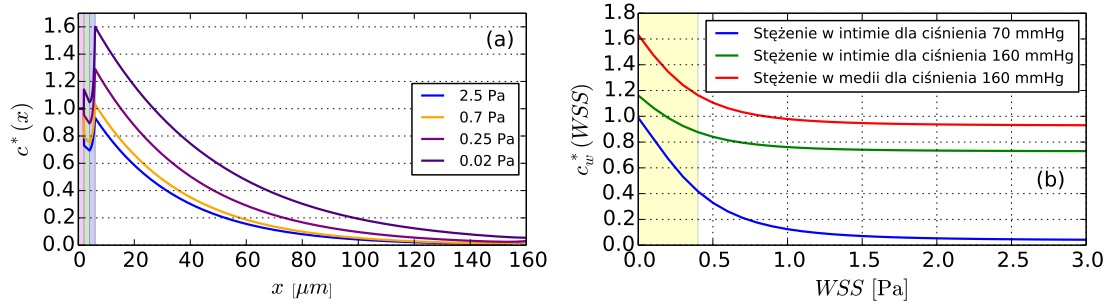 1.6
1.4
1.2
1.0
0.8
0.6
0.4
0.2
0.0
c*(x)
(a)
2.5 Pa
0.7 Pa
0.25 Pa
0.02 Pa
0 20 40 60 80 100 120 140 160
x [μm]
1.8
1.6
1.4
1.2
1.0
0.8
0.6
0.4
0.2
0.0
c*w(WSS)
Stężenie w intimie dla ciśnienia 70 mmHg
Stężenie w intimie dla ciśnienia 160 mmHg
Stężenie w medii dla ciśnienia 160 mmHg
(b)
0.0 0.5 1.0 1.5 2.0 2.5 3.0
WSS [Pa]